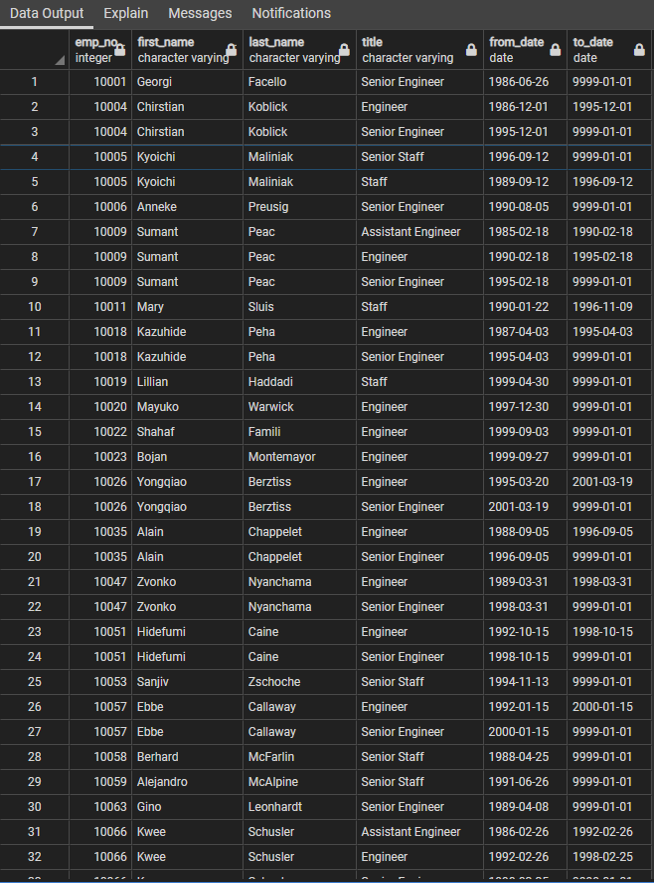 Data Output Explain Messages Notifications
emp_no first_name last_name title from_date to_date
integer character varying character varying character varying date date
1 10001 Georgi Facello Senior Engineer 1986-06-26 9999-01-01
2 10004 Chirstian Koblick Engineer 1986-12-01 1995-12-01
3 10004 Chirstian Koblick Senior Engineer 1995-12-01 9999-01-01
4 10005 Kyoichi Maliniak Senior Staff 1996-09-12 9999-01-01
5 10005 Kyoichi Maliniak Staff 1989-09-12 1996-09-12
6 10006 Anneke Preusig Senior Engineer 1990-08-05 9999-01-01
7 10009 Sumant Peac Assistant Engineer 1985-02-18 1990-02-18
8 10009 Sumant Peac Engineer 1990-02-18 1995-02-18
9 10009 Sumant Peac Senior Engineer 1995-02-18 9999-01-01
10 10011 Mary Sluis Staff 1990-01-22 1996-11-09
11 10018 Kazuhide Peha Engineer 1987-04-03 1995-04-03
12 10018 Kazuhide Peha Senior Engineer 1995-04-03 9999-01-01
13 10019 Lillian Haddadi Staff 1999-04-30 9999-01-01
14 10020 Mayuko Warwick Engineer 1997-12-30 9999-01-01
15 10022 Shahaf Famili Engineer 1999-09-03 9999-01-01
16 10023 Bojan Montemayor Engineer 1999-09-27 9999-01-01
17 10026 Yongqiao Berztiss Engineer 1995-03-20 2001-03-19
18 10026 Yongqiao Berztiss Senior Engineer 2001-03-19 9999-01-01
19 10035 Alain Chappelet Engineer 1988-09-05 1996-09-05
20 10035 Alain Chappelet Senior Engineer 1996-09-05 9999-01-01
21 10047 Zvonko Nyanchama Engineer 1989-03-31 1998-03-31
22 10047 Zvonko Nyanchama Senior Engineer 1998-03-31 9999-01-01
23 10051 Hidefumi Caine Engineer 1992-10-15 1998-10-15
24 10051 Hidefumi Caine Senior Engineer 1998-10-15 9999-01-01
25 10053 Sanjiv Zschoche Senior Staff 1994-11-13 9999-01-01
26 10057 Ebbe Callaway Engineer 1992-01-15 2000-01-15
27 10057 Ebbe Callaway Senior Engineer 2000-01-15 9999-01-01
28 10058 Berhard McFarlin Senior Staff 1988-04-25 9999-01-01
29 10059 Alejandro McAlpine Senior Staff 1991-06-26 9999-01-01
30 10063 Gino Leonhardt Senior Engineer 1989-04-08 9999-01-01
31 10066 Kwee Schusler Assistant Engineer 1986-02-26 1992-02-26
32 10066 Kwee Schusler Engineer 1992-02-26 1998-02-25